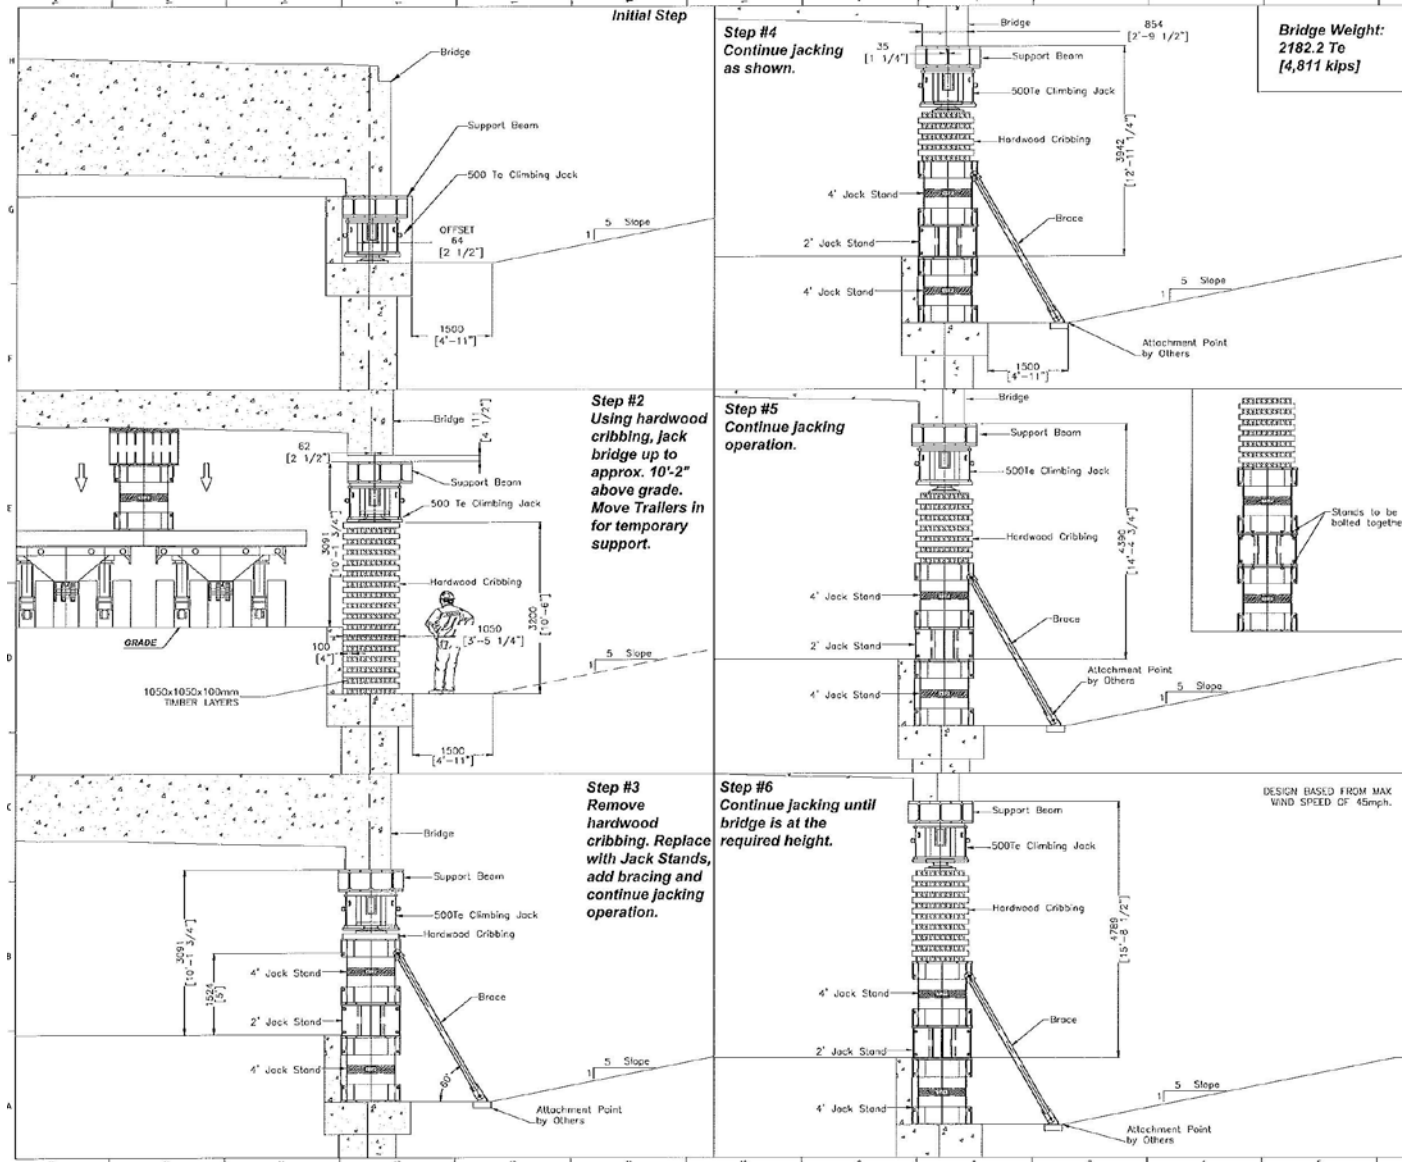 Initial Step
Bridge
Support Beam
500 Te Climbing Jack
OFFSET
64
[2 1/2"]
5 Slope
1
1500
[4'-11"]
Step #2
Using hardwood
cribbing, jack
bridge up to
approx. 10'-2"
above grade.
Move Trailers in
for temporary
support.
Bridge
111
[4 1/2"]
62
[2 1/2"]
Support Beam
500 Te Climbing Jack
3091
[10'-1 3/4"]
Hardwood Cribbing
3200
[10'-6"]
1050
[3'-5 1/4"]
100
[4"]
GRADE
5 Slope
1
1050x1050x100mm
TIMBER LAYERS
1500
[4'-11"]
Step #3
Remove
hardwood
cribbing. Replace
with Jack Stands,
add bracing and
continue jacking
operation.
Bridge
Support Beam
500Te Climbing Jack
Hardwood Cribbing
3091
[10'-1 3/4"]
1524
[5']
4' Jack Stand
Brace
2' Jack Stand
4' Jack Stand
60°
5 Slope
1
Attachment Point
by Others
Step #4
Continue jacking
as shown.
Bridge
854
[2'-9 1/2"]
35
[1 1/4"]
Support Beam
500Te Climbing Jack
Hardwood Cribbing
3942
[12'-11 1/4"]
4' Jack Stand
Brace
2' Jack Stand
4' Jack Stand
5 Slope
1
Attachment Point
by Others
1500
[4'-11"]
Bridge Weight:
2182.2 Te
[4,811 kips]
Step #5
Continue jacking
operation.
Bridge
Support Beam
500Te Climbing Jack
Hardwood Cribbing
4390
[14'-4 3/4"]
4' Jack Stand
Brace
2' Jack Stand
4' Jack Stand
Attachment Point
by Others
5 Slope
1
Stands to be
bolted togethe
Step #6
Continue jacking until
bridge is at the
required height.
DESIGN BASED FROM MAX
WIND SPEED OF 45mph.
Support Beam
500Te Climbing Jack
Hardwood Cribbing
4789
[15'-8 1/2"]
4' Jack Stand
Brace
2' Jack Stand
4' Jack Stand
5 Slope
1
Attachment Point
by Others